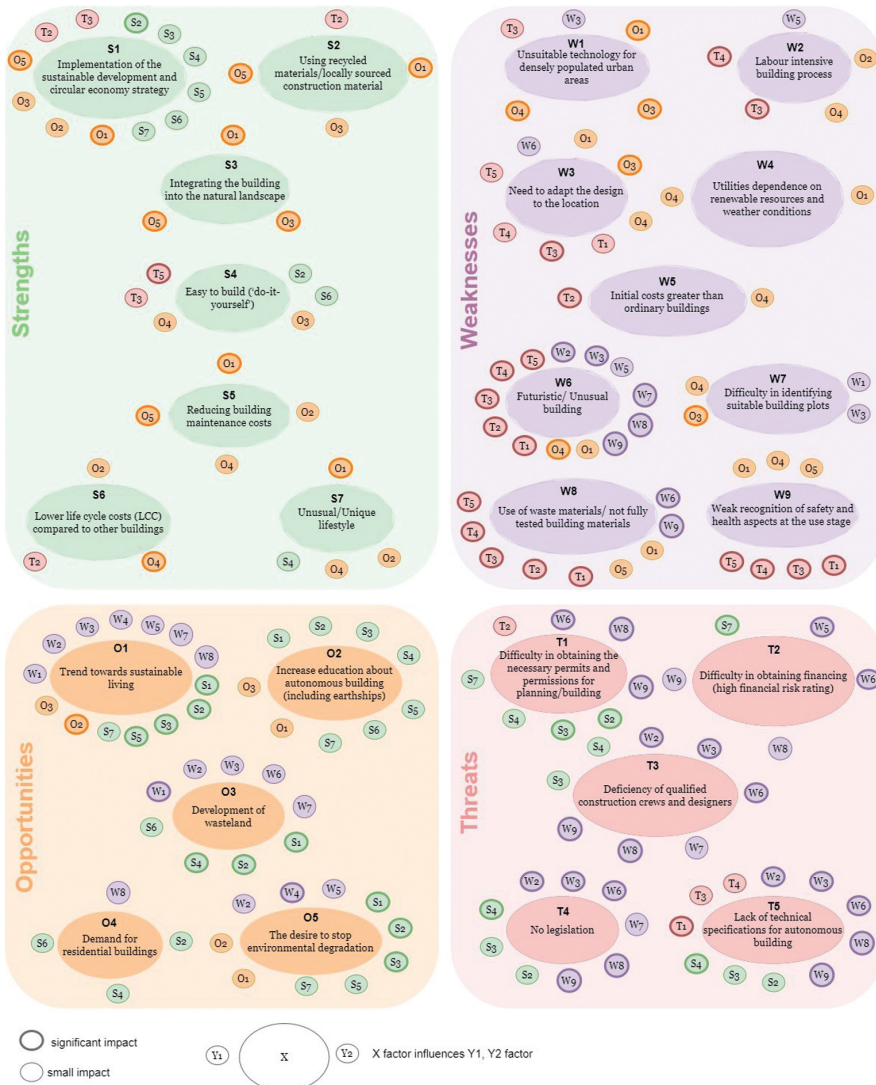 Strengths
T2
T3
S2
S3
S4
S5
S6
S7
O1
O2
O3
O5
S1
Implementation of the
sustainable development and
circular economy strategy
T2
O5
O1
O3
S2
Using recycled
materials/locally sourced
construction material
O1
O5
O3
S3
Integrating the building
into the natural landscape
T5
T3
O4
S2
S6
O3
S4
Easy to build ('do-it-
yourself')
O1
O5
O2
O4
S5
Reducing building
maintenance costs
O2
T2
O4
S6
Lower life cycle costs (LCC)
compared to other buildings
O1
S4
O4
O2
S7
Unusual/Unique
lifestyle
Weaknesses
T3
W3
O1
O4
O3
W1
Unsuitable technology for
densely populated urban
areas
W5
T4
O2
T3
O4
W2
Labour intensive
building process
W6
O1
O3
T5
O4
T4
T3
T1
W3
Need to adapt the design
to the location
O4
O1
W4
Utilities dependence on
renewable resources and
weather conditions
T2
O4
W5
Initial costs greater than
ordinary buildings
T5
W2
W3
W5
T4
W7
T3
W8
T2
W9
T1
O4
O1
W6
Futuristic/ Unusual
building
O4
O3
W1
W3
W7
Difficulty in identifying
suitable building plots
T5
T4
T3
T2
T1
O5
O1
W9
W6
W8
Use of waste materials/ not fully
tested building materials
O1
O4
O5
T5
T4
T3
T1
W9
Weak recognition of safety and
health aspects at the use stage
Opportunities
W1
W2
W3
W4
W5
W7
W8
S1
S2
S3
S5
S7
O2
O3
O1
Trend towards sustainable
living
S1
S2
S3
S4
S5
S6
S7
O1
O3
O2
Increase education about
autonomous building
(including earthships)
W1
W2
W3
W6
W7
S1
S2
S4
S6
O3
Development of
wasteland
W8
S6
S2
S4
O4
Demand for
residential buildings
W2
W4
W5
S1
S2
S3
S5
S7
O1
O2
O5
The desire to stop
environmental degradation
Threats
T2
W6
W8
W9
S2
S3
S4
S7
T1
Difficulty in obtaining the
necessary permits and
permissions for
planning/building
S7
W5
W6
W8
W9
T2
Difficulty in obtaining financing
(high financial risk rating)
S4
W2
W3
W6
W7
W8
W9
S3
T3
Deficiency of qualified
construction crews and designers
S4
W2
W3
W6
W7
W8
W9
S2
S3
T4
No legislation
T1
T3
T4
W2
W3
W6
W8
W9
S2
S3
S4
T5
Lack of technical
specifications for autonomous
building
significant impact
small impact
Y1
X
Y2
X factor influences Y1, Y2 factor